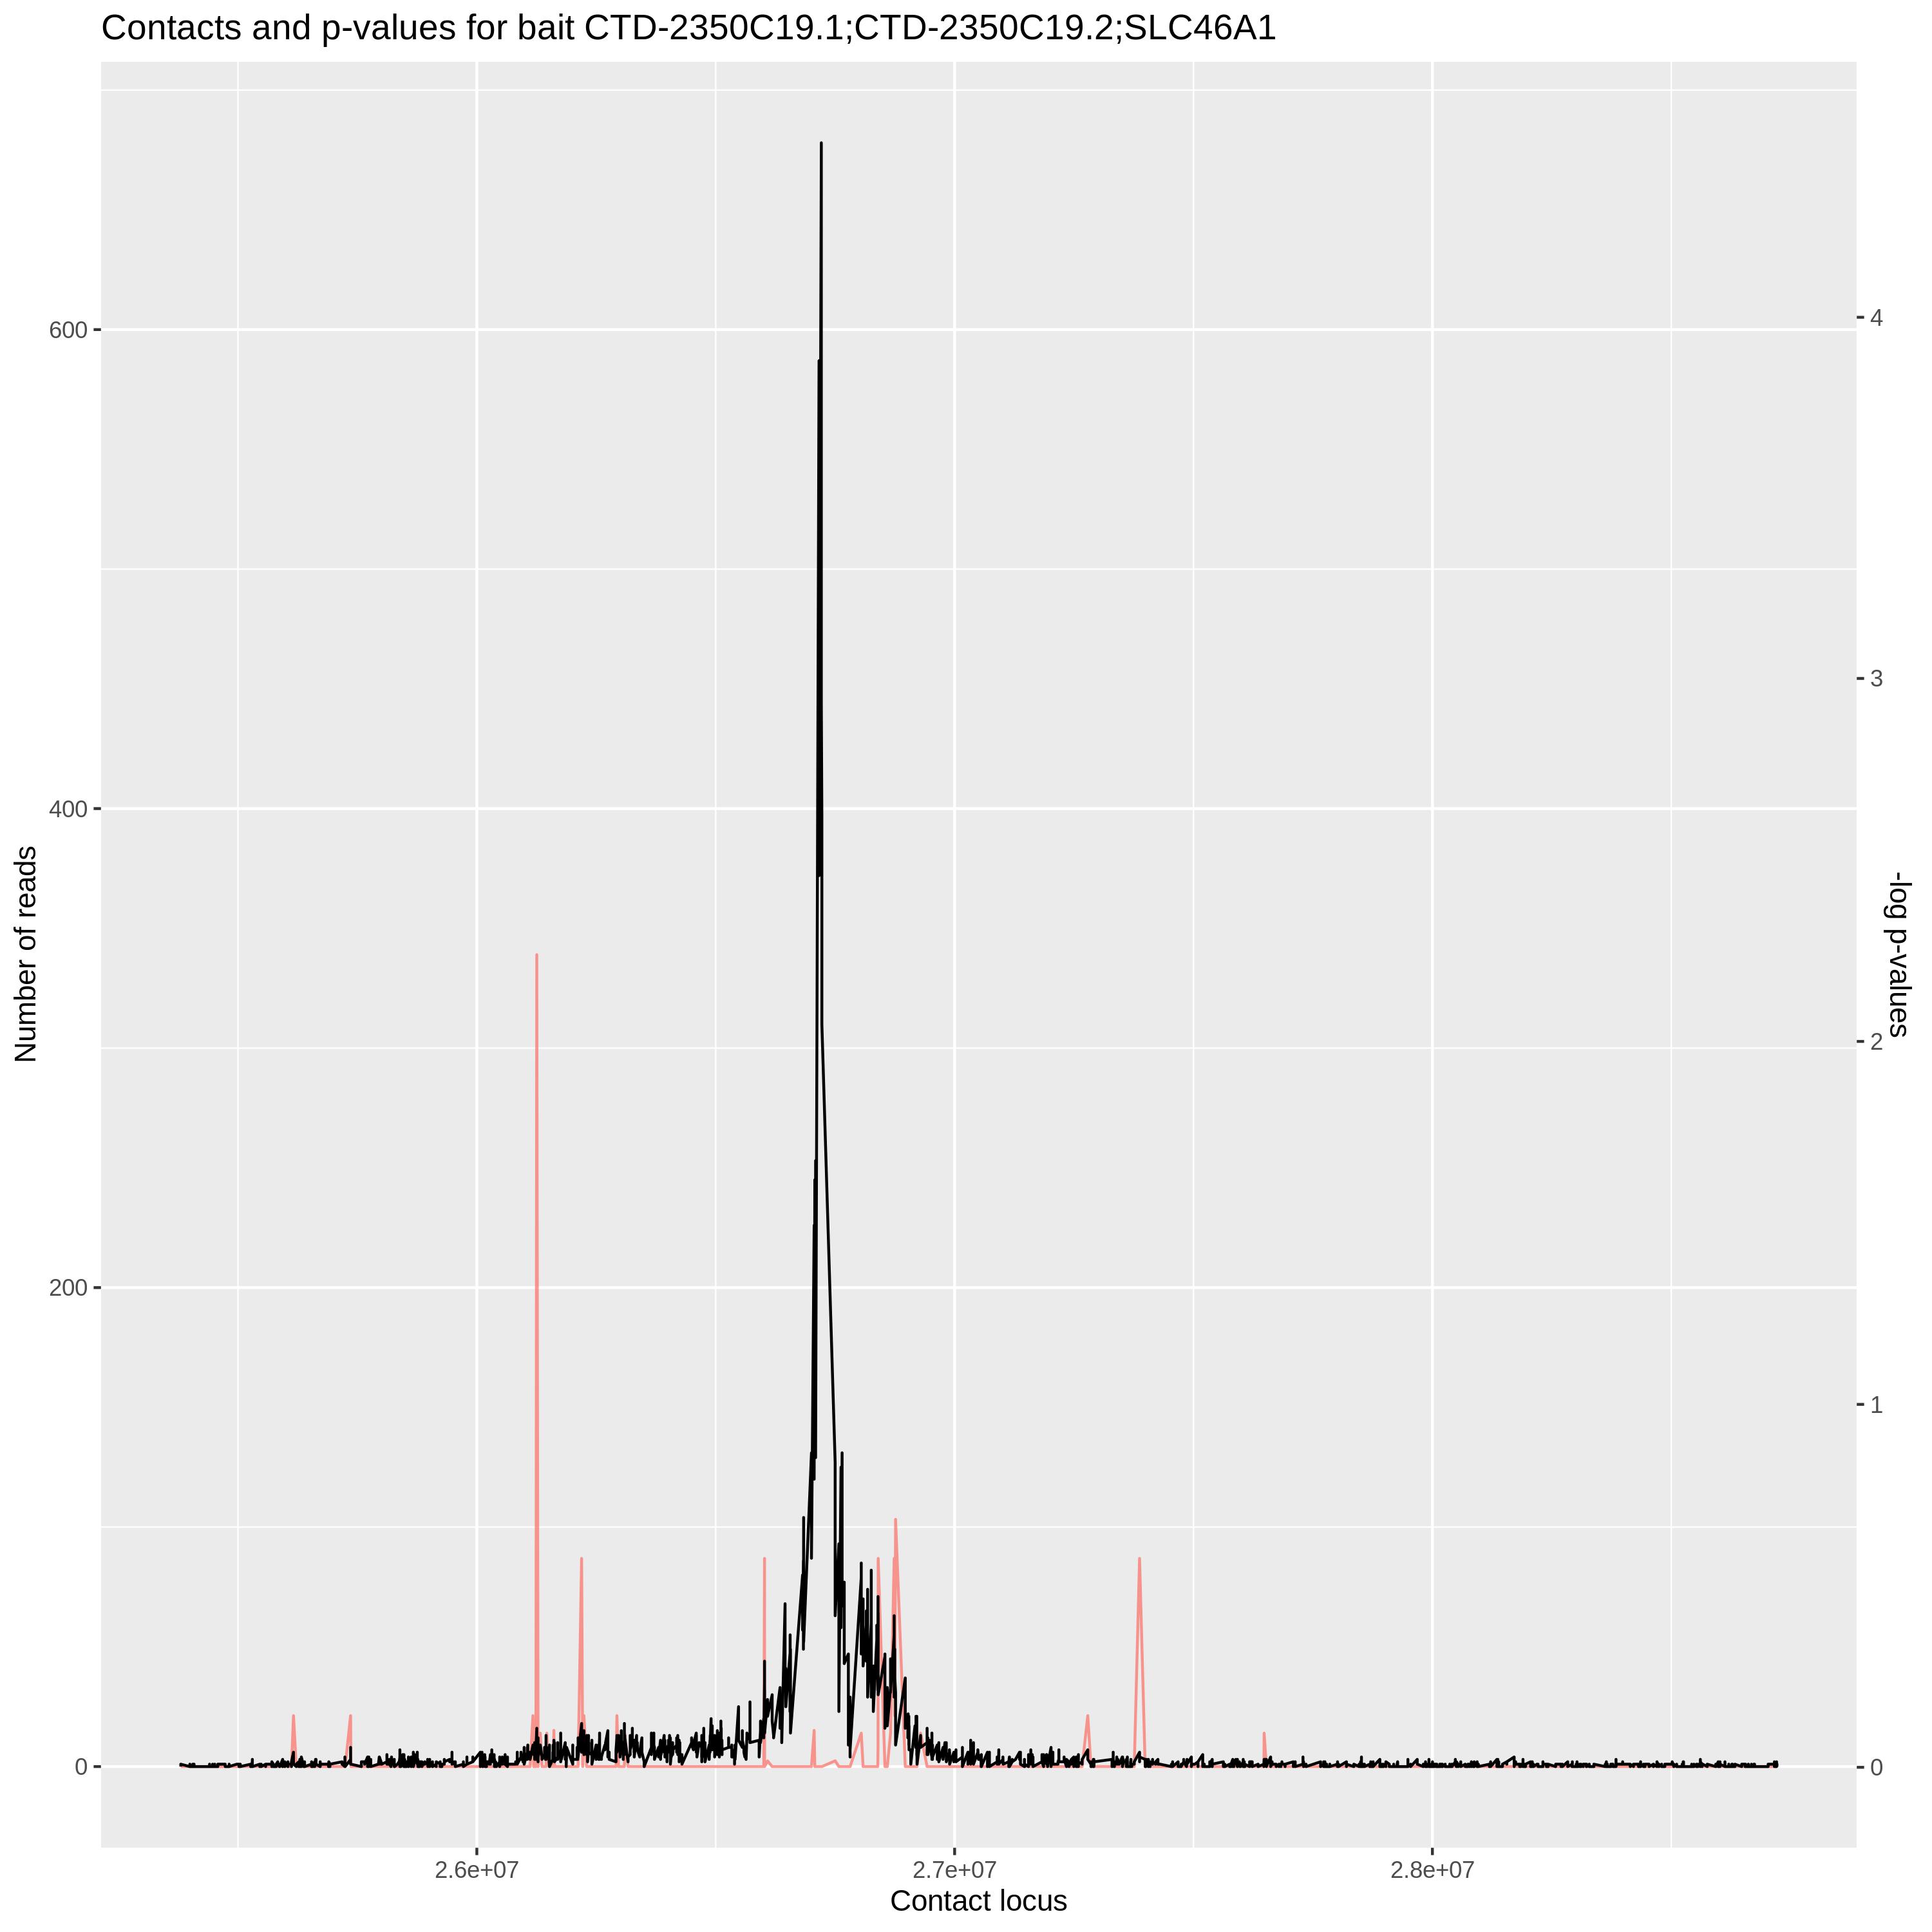 Contacts and p-values for bait CTD-2350C19.1;CTD-2350C19.2;SLC46A1
600
400
200
0
Number of reads
4
3
2
1
0
-log p-values
2.6e+07 2.7e+07 2.8e+07
Contact locus